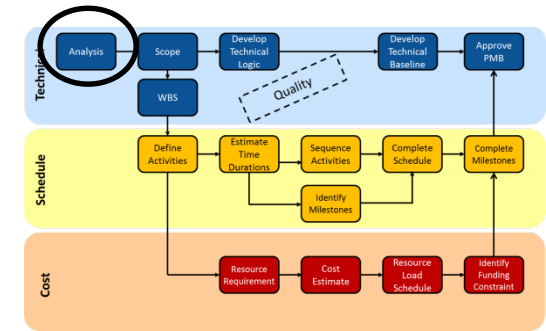 Technical
Analysis
Scope
Develop
Technical
Logic
Develop
Technical
Baseline
Approve
PMB
WBS
Quality
Schedule
Define
Activities
Estimate
Time
Durations
Sequence
Activities
Complete
Schedule
Complete
Milestones
Identify
Milestones
Cost
Resource
Requirement
Cost
Estimate
Resource
Load
Schedule
Identify
Funding
Constraint